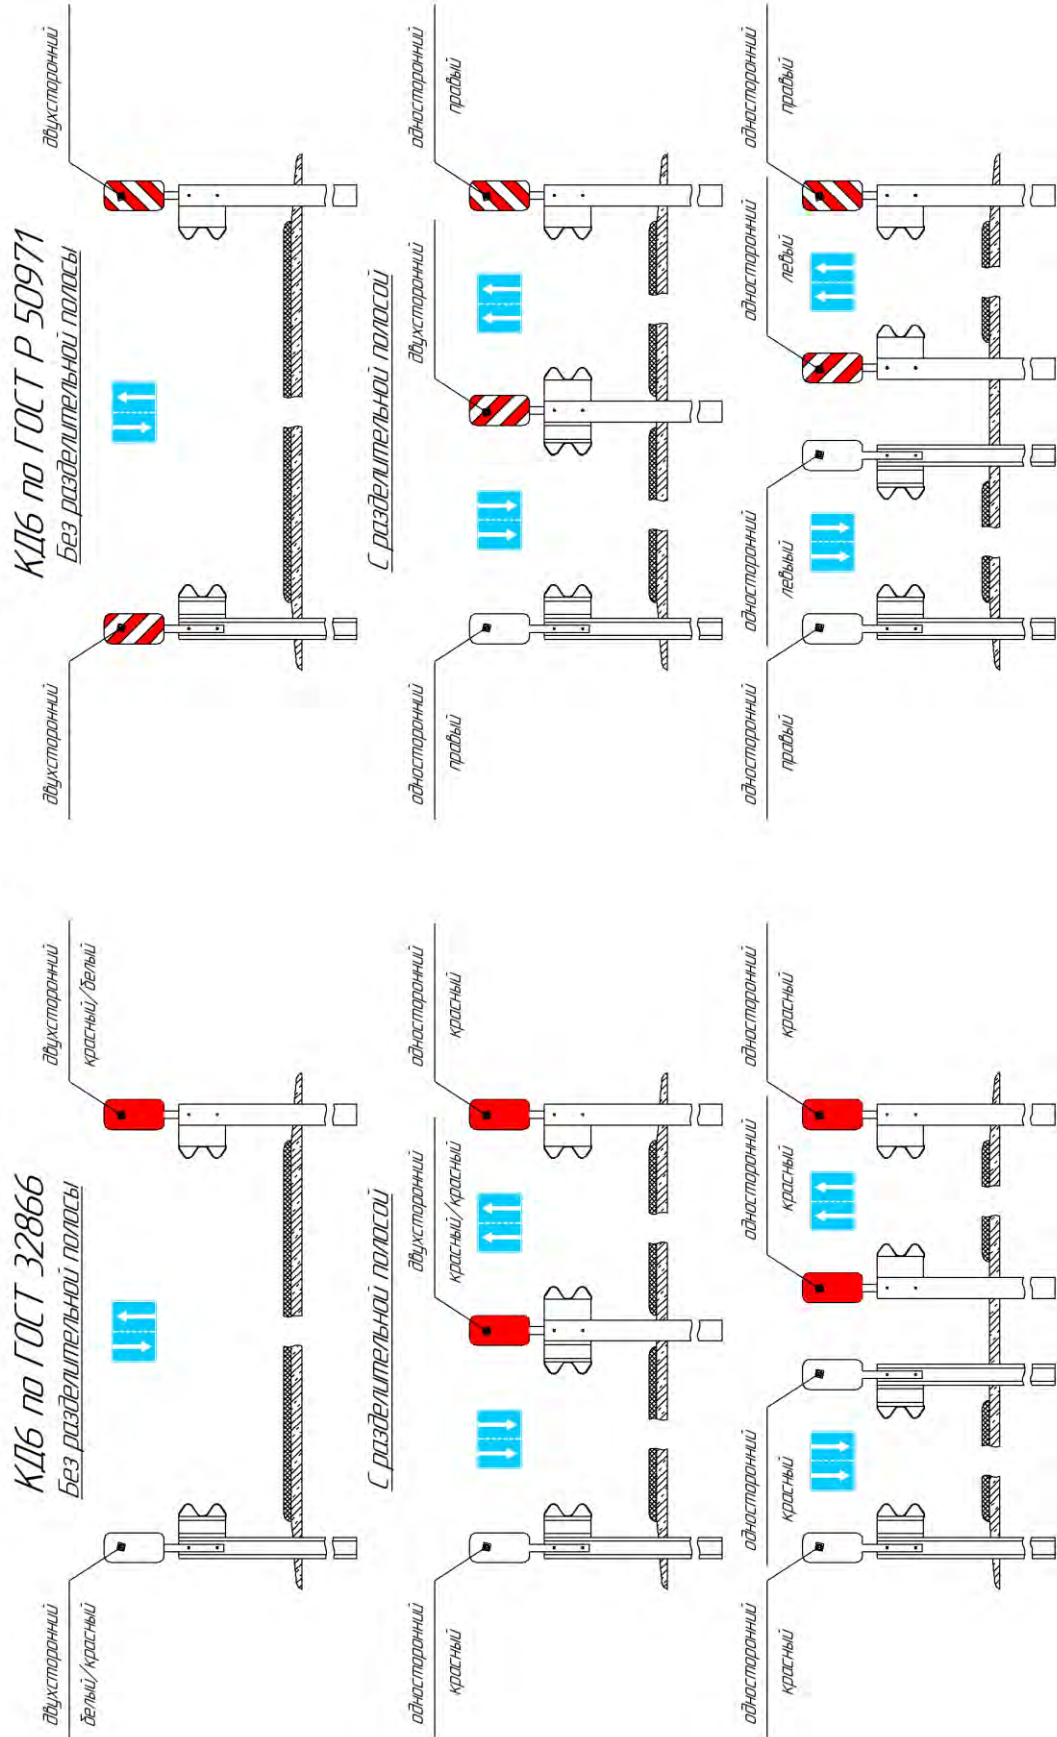 КД6 по ГОСТ 32866
Без разделительной полосы
двухсторонний
белый/красный
двухсторонний
красный/белый
С разделительной полосой
односторонний
красный
двухсторонний
красный/красный
односторонний
красный
односторонний
красный
односторонний
красный
односторонний
красный
односторонний
красный
КД6 по ГОСТ Р 50971
Без разделительной полосы
двухсторонний
двухсторонний
С разделительной полосой
односторонний
правый
двухсторонний
односторонний
правый
односторонний
правый
односторонний
левыый
односторонний
левый
односторонний
правый